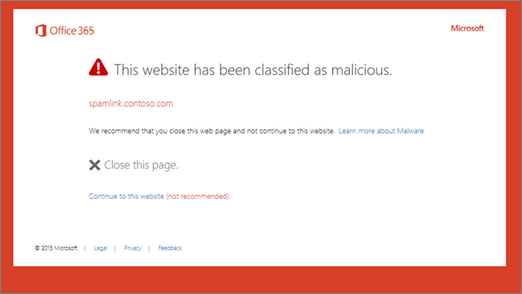 Office 365
Microsoft
This website has been classified as malicious.
spamlink.contoso.com
We recommend that you close this web page and not continue to this website. Learn more about Malware
Close this page.
Continue to this website (not recommended).
© 2015 Microsoft | Legal | Privacy | Feedback